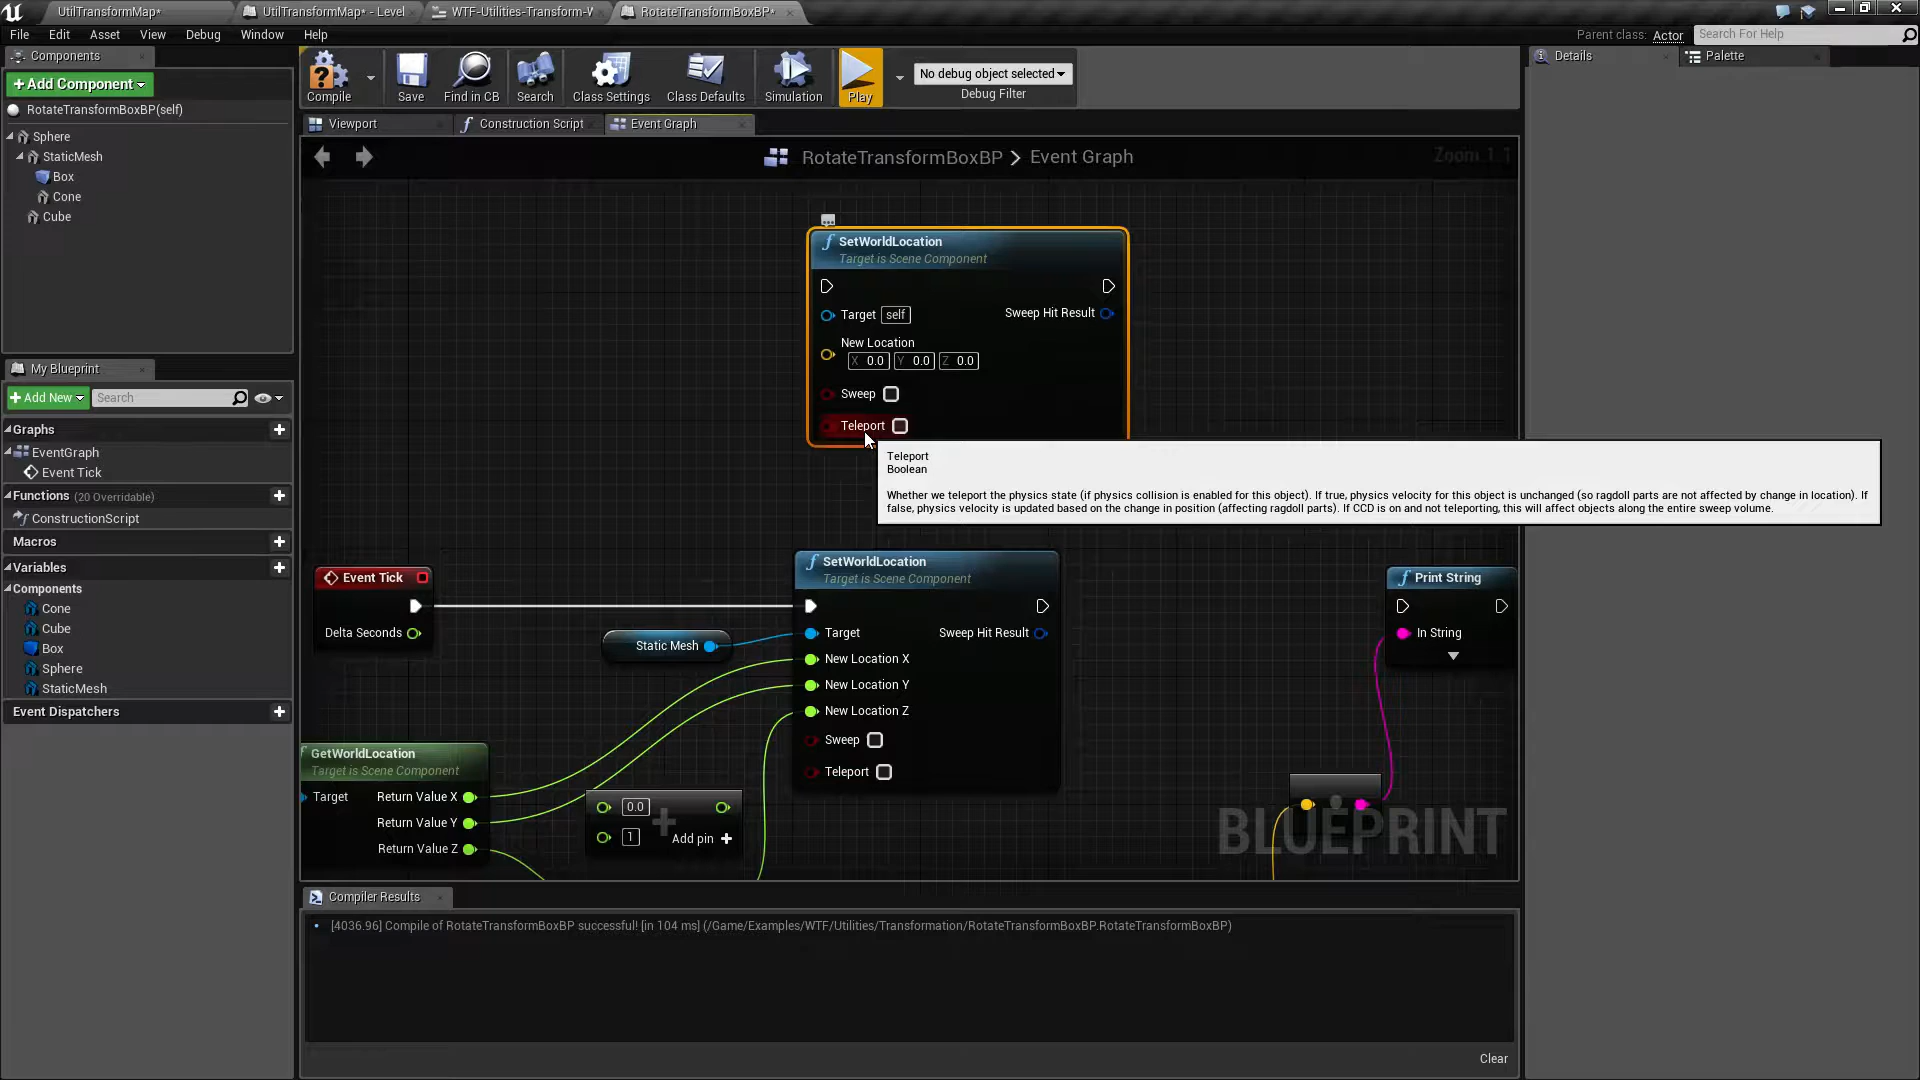 UtilTransformMap*
UtilTransformMap* - Level
WTF-Utilities-Transform-W
RotateTransformBoxBP*
File Edit Asset View Debug Window Help
Parent class: Actor
Search For Help
Components
+ Add Component
RotateTransformBoxBP(self)
Sphere
StaticMesh
Box
Cone
Cube
Compile
Save
Find in CB
Search
Class Settings
Class Defaults
Simulation
Play
No debug object selected
Debug Filter
Details
Palette
Viewport
Construction Script
Event Graph
RotateTransformBoxBP > Event Graph
Zoom 1:1
SetWorldLocation
Target is Scene Component
Target self
Sweep Hit Result
New Location
X 0.0 Y 0.0 Z 0.0
Sweep
Teleport
Teleport
Boolean
Whether we teleport the physics state (if physics collision is enabled for this object). If true, physics velocity for this object is unchanged (so ragdoll parts are not affected by change in location). If
false, physics velocity is updated based on the change in position (affecting ragdoll parts). If CCD is on and not teleporting, this will affect objects along the entire sweep volume.
My Blueprint
+ Add New
Search
Graphs
EventGraph
Event Tick
Functions (20 Overridable)
ConstructionScript
Macros
Variables
Components
Cone
Cube
Box
Sphere
StaticMesh
Event Dispatchers
Event Tick
Delta Seconds
Static Mesh
SetWorldLocation
Target is Scene Component
Target
Sweep Hit Result
New Location X
New Location Y
New Location Z
Sweep
Teleport
Print String
In String
GetWorldLocation
Target is Scene Component
Target
Return Value X
Return Value Y
Return Value Z
0.0
1
Add pin +
BLUEPRINT
Compiler Results
[4036.96] Compile of RotateTransformBoxBP successful! [in 104 ms] (/Game/Examples/WTF/Utilities/Transformation/RotateTransformBoxBP.RotateTransformBoxBP)
Clear